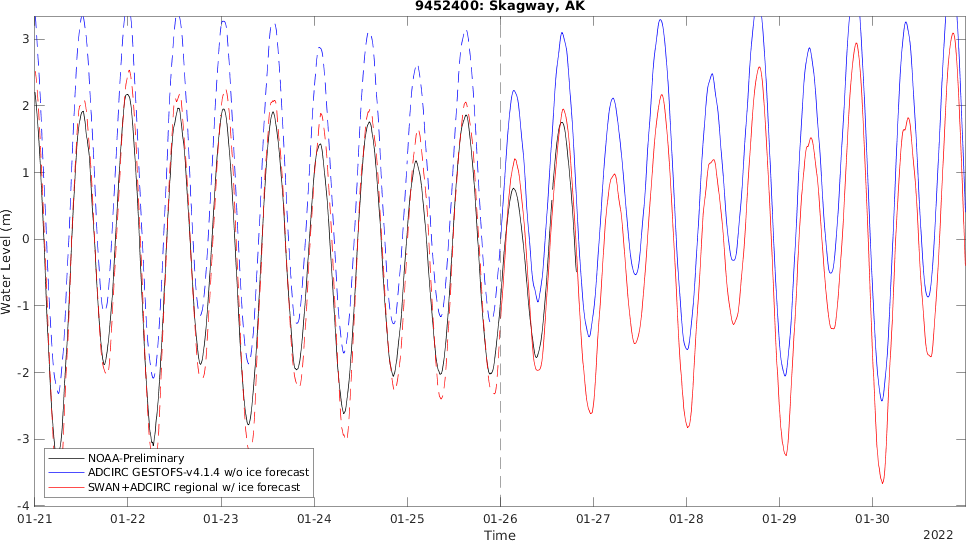 9452400: Skagway, AK
Water Level (m)
3
2
1
0
-1
-2
-3
-4
NOAA-Preliminary
ADCIRC GESTOFS-v4.1.4 w/o ice forecast
SWAN+ADCIRC regional w/ ice forecast
01-21 01-22 01-23 01-24 01-25 01-26 01-27 01-28 01-29 01-30
Time
2022